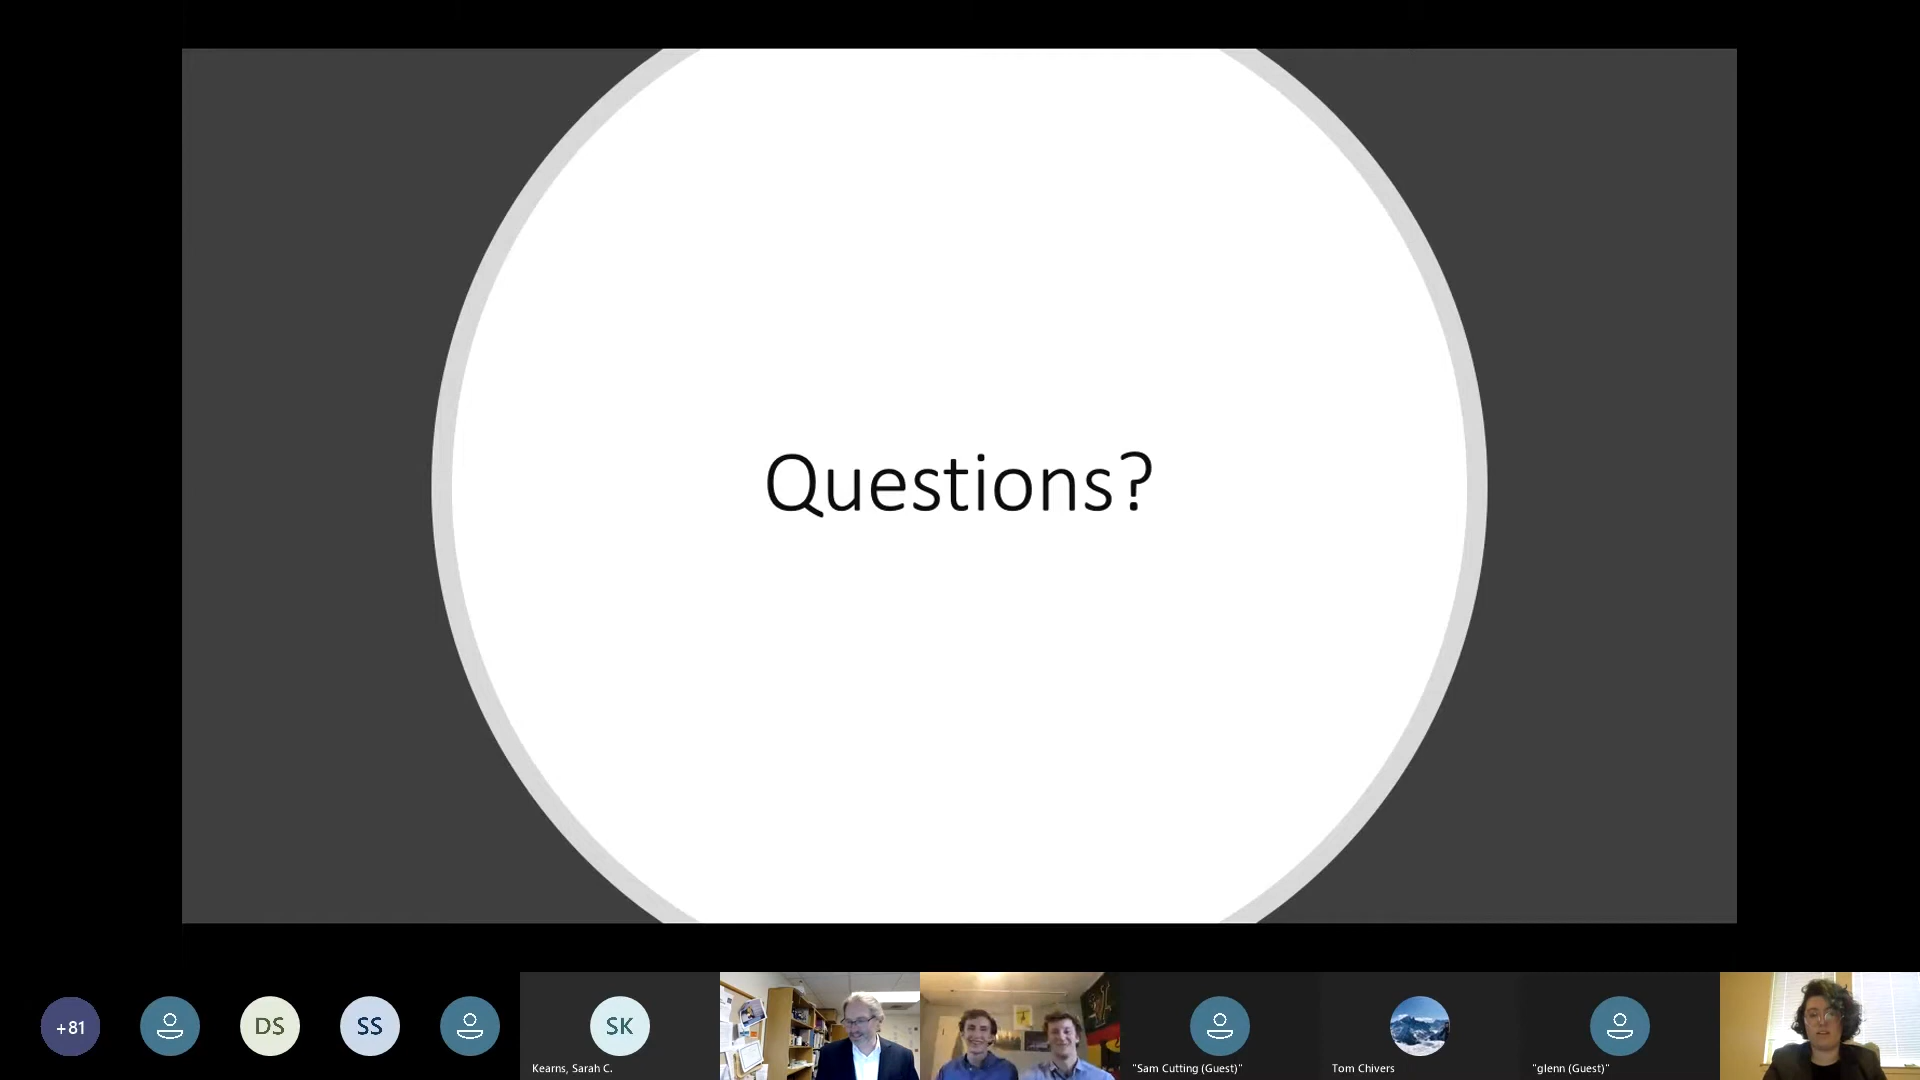 Questions?
+81
DS
SS
SK
Kearns, Sarah C.
"Sam Cutting (Guest)"
Tom Chivers
"glenn (Guest)"